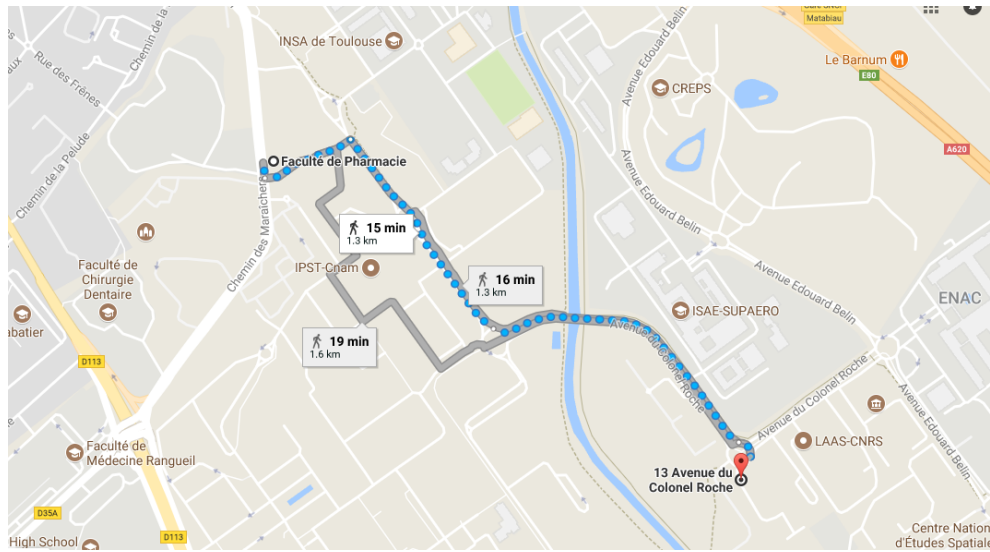 Matabiau
INSA de Toulouse
Le Barnum
E80
CREPS
A620
Chemin de la
Rue des Frênes
Chemin de la Pelude
Avenue Edouard Belin
Faculté de Pharmacie
Chemin des Maraîchers
15 min
1.3 km
IPST-Cnam
16 min
1.3 km
19 min
1.6 km
Faculté de
Chirurgie
Dentaire
abatier
D113
Avenue Edouard Belin
Avenue Edouard Belin
ENAC
ISAE-SUPAERO
Avenue du Colonel Roche
Avenue du Colonel Roche
LAAS-CNRS
Avenue Edouard Belin
13 Avenue du
Colonel Roche
Faculté de
Médecine Rangueil
D35A
D113
High School
Centre Nation
d'Études Spatiale